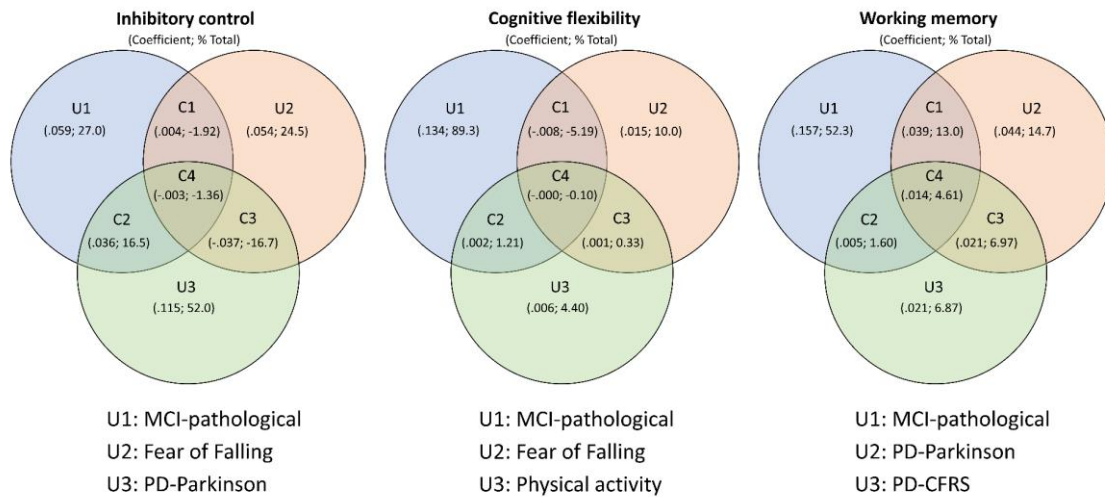 Inhibitory control
(Coefficient; % Total)
U1
(.059; 27.0)
C1
(.004; -1.92)
U2
(.054; 24.5)
C4
(-.003; -1.36)
C2
(.036; 16.5)
C3
(-.037; -16.7)
U3
(.115; 52.0)
U1: MCI-pathological
U2: Fear of Falling
U3: PD-Parkinson
Cognitive flexibility
(Coefficient; % Total)
U1
(.134; 89.3)
C1
(-.008; -5.19)
U2
(.015; 10.0)
C4
(-.000; -0.10)
C2
(.002; 1.21)
C3
(.001; 0.33)
U3
(.006; 4.40)
U1: MCI-pathological
U2: Fear of Falling
U3: Physical activity
Working memory
(Coefficient; % Total)
U1
(.157; 52.3)
C1
(.039; 13.0)
U2
(.044; 14.7)
C4
(.014; 4.61)
C2
(.005; 1.60)
C3
(.021; 6.97)
U3
(.021; 6.87)
U1: MCI-pathological
U2: PD-Parkinson
U3: PD-CFRS